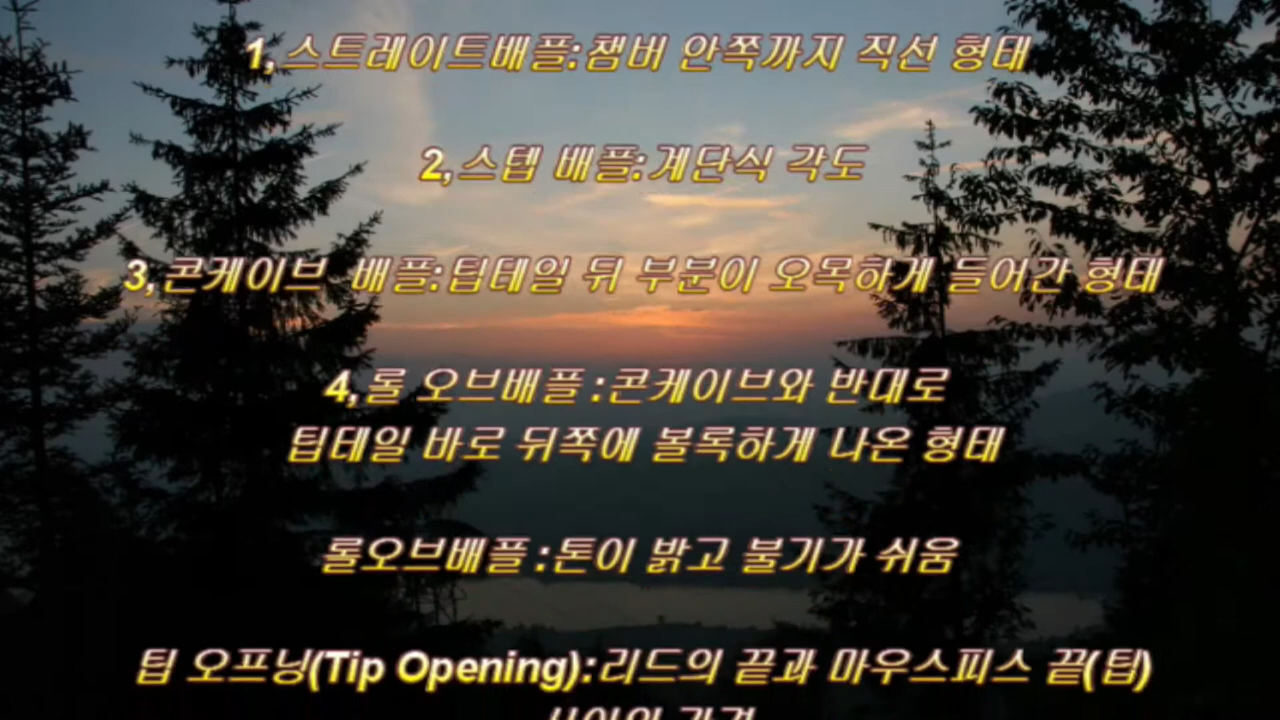 1,스트레이트배플:챔버 안쪽까지 직선 형태
2,스텝 배플:계단식 각도
3,콘케이브 배플:팁테일 뒤 부분이 오목하게 들어간 형태
4,롤 오브배플 :콘케이브와 반대로
팁테일 바로 뒤쪽에 볼록하게 나온 형태
롤오브배플 :톤이 밝고 불기가 쉬움
팁 오프닝(Tip Opening):리드의 끝과 마우스피스 끝(팁)